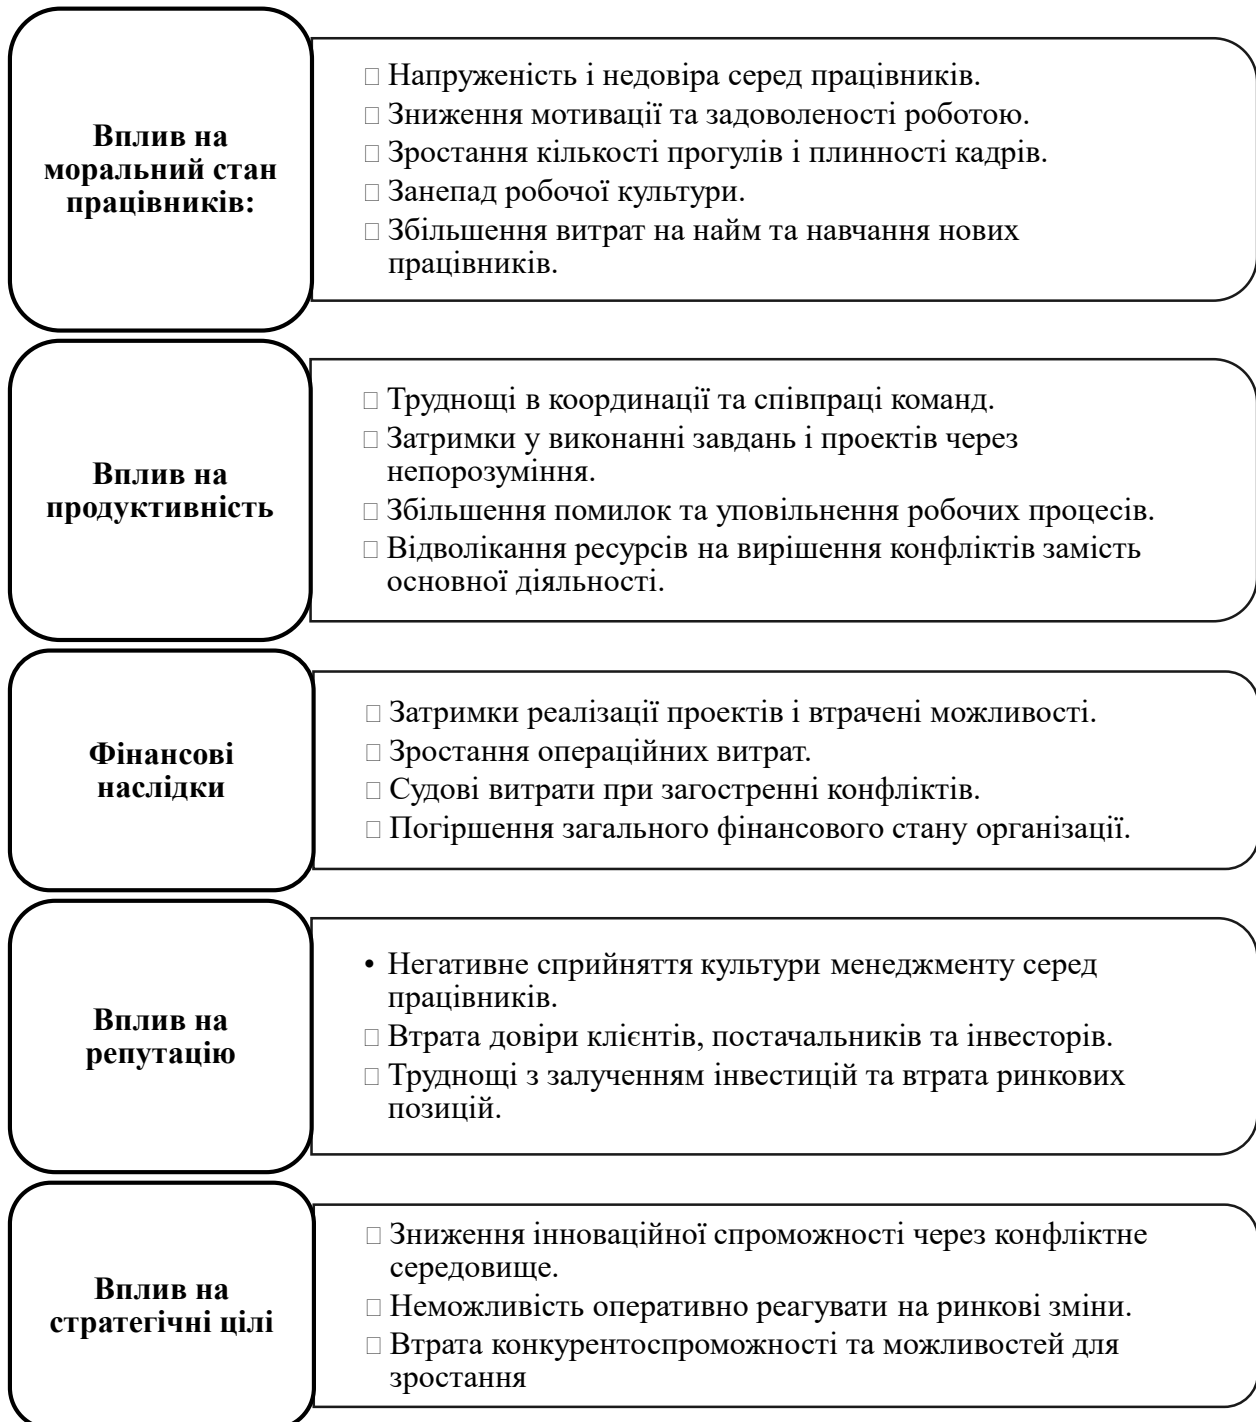 Вплив на
моральний стан
працівників:
□ Напруженість і недовіра серед працівників.
□ Зниження мотивації та задоволеності роботою.
□ Зростання кількості прогулів і плинності кадрів.
□ Занепад робочої культури.
□ Збільшення витрат на найм та навчання нових
працівників.
Вплив на
продуктивність
□ Труднощі в координації та співпраці команд.
□ Затримки у виконанні завдань і проектів через
непорозуміння.
□ Збільшення помилок та уповільнення робочих процесів.
□ Відволікання ресурсів на вирішення конфліктів замість
основної діяльності.
Фінансові
наслідки
□ Затримки реалізації проектів і втрачені можливості.
□ Зростання операційних витрат.
□ Судові витрати при загостренні конфліктів.
□ Погіршення загального фінансового стану організації.
Вплив на
репутацію
• Негативне сприйняття культури менеджменту серед
працівників.
□ Втрата довіри клієнтів, постачальників та інвесторів.
□ Труднощі з залученням інвестицій та втрата ринкових
позицій.
Вплив на
стратегічні цілі
□ Зниження інноваційної спроможності через конфліктне
середовище.
□ Неможливість оперативно реагувати на ринкові зміни.
□ Втрата конкурентоспроможності та можливостей для
зростання